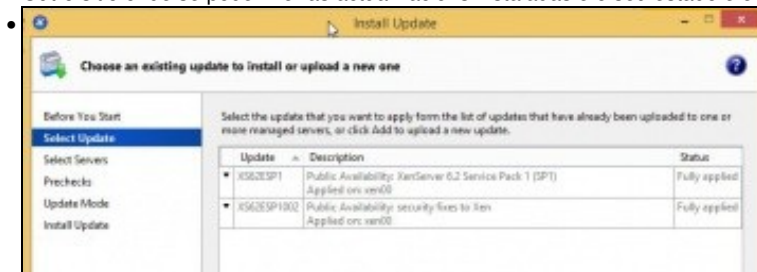 Install Update
Choose an existing update to install or upload a new one
Before You Start
Select Update
Select Servers
Prechecks
Update Mode
Install Update
Select the update that you want to apply form the list of updates that have already been uploaded to one or
more managed servers, or click Add to upload a new update.
Update Description Status
XS62ESP1 Public Availability: XenServer 6.2 Service Pack 1 (SP1) Fully applied
Applied on: xen00
XS62ESP1002 Public Availability: security fixes to Xen Fully applied
Applied on: xen00